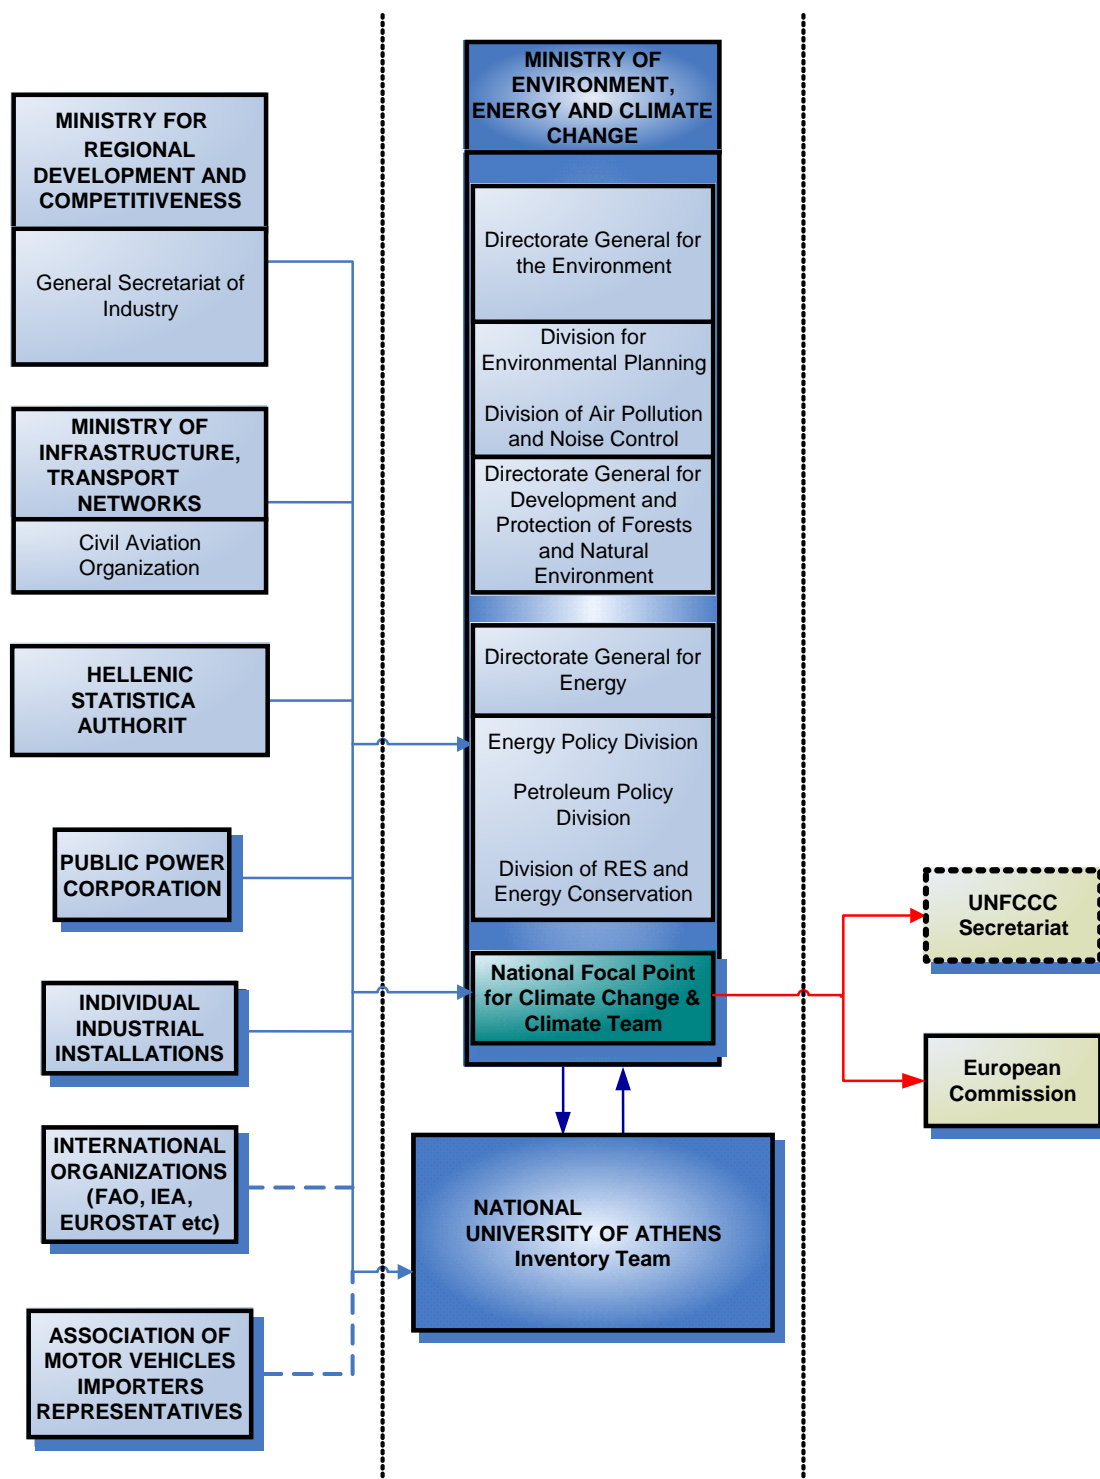 MINISTRY FOR
REGIONAL
DEVELOPMENT AND
COMPETITIVENESS
General Secretariat of
Industry
MINISTRY OF
INFRASTRUCTURE,
TRANSPORT
NETWORKS
Civil Aviation
Organization
HELLENIC
STATISTICA
AUTHORIT
PUBLIC POWER
CORPORATION
INDIVIDUAL
INDUSTRIAL
INSTALLATIONS
INTERNATIONAL
ORGANIZATIONS
(FAO, IEA,
EUROSTAT etc)
ASSOCIATION OF
MOTOR VEHICLES
IMPORTERS
REPRESENTATIVES
MINISTRY OF
ENVIRONMENT,
ENERGY AND CLIMATE
CHANGE
Directorate General for
the Environment
Division for
Environmental Planning
Division of Air Pollution
and Noise Control
Directorate General for
Development and
Protection of Forests
and Natural
Environment
Directorate General for
Energy
Energy Policy Division
Petroleum Policy
Division
Division of RES and
Energy Conservation
National Focal Point
for Climate Change &
Climate Team
NATIONAL
UNIVERSITY OF ATHENS
Inventory Team
UNFCCC
Secretariat
European
Commission